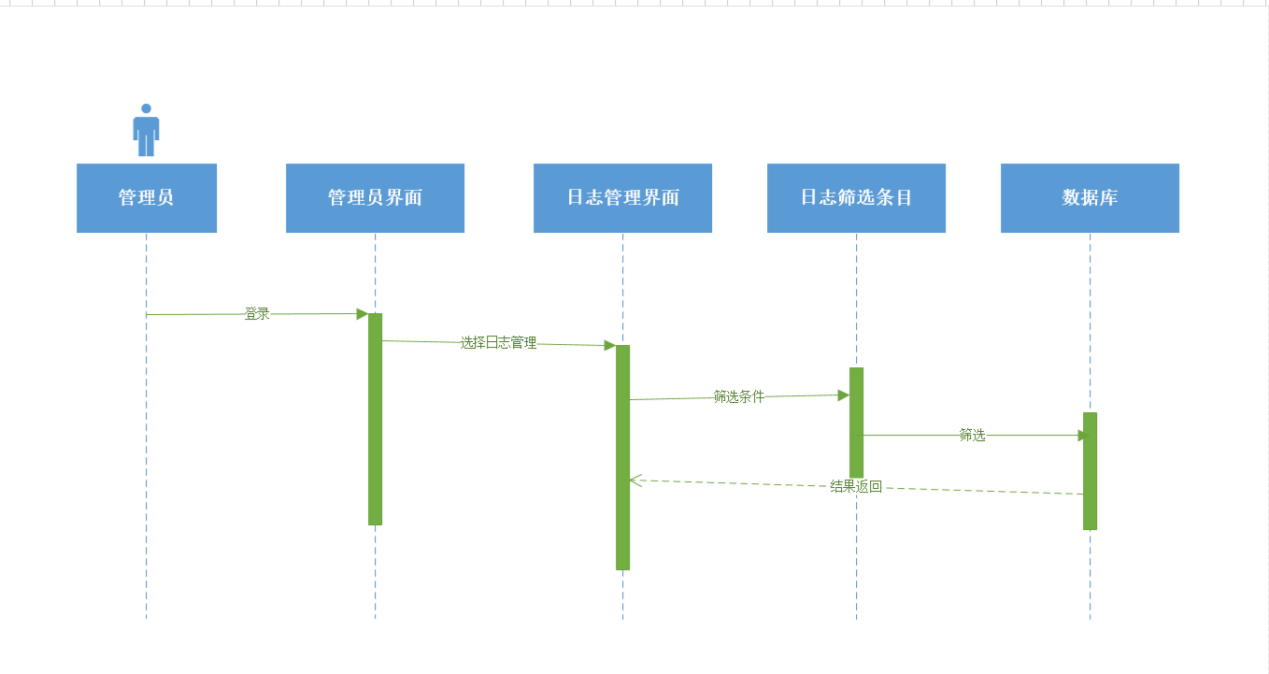 管理员
管理员界面
日志管理界面
日志筛选条目
数据库
登录
选择日志管理
筛选条件
筛选
结果返回